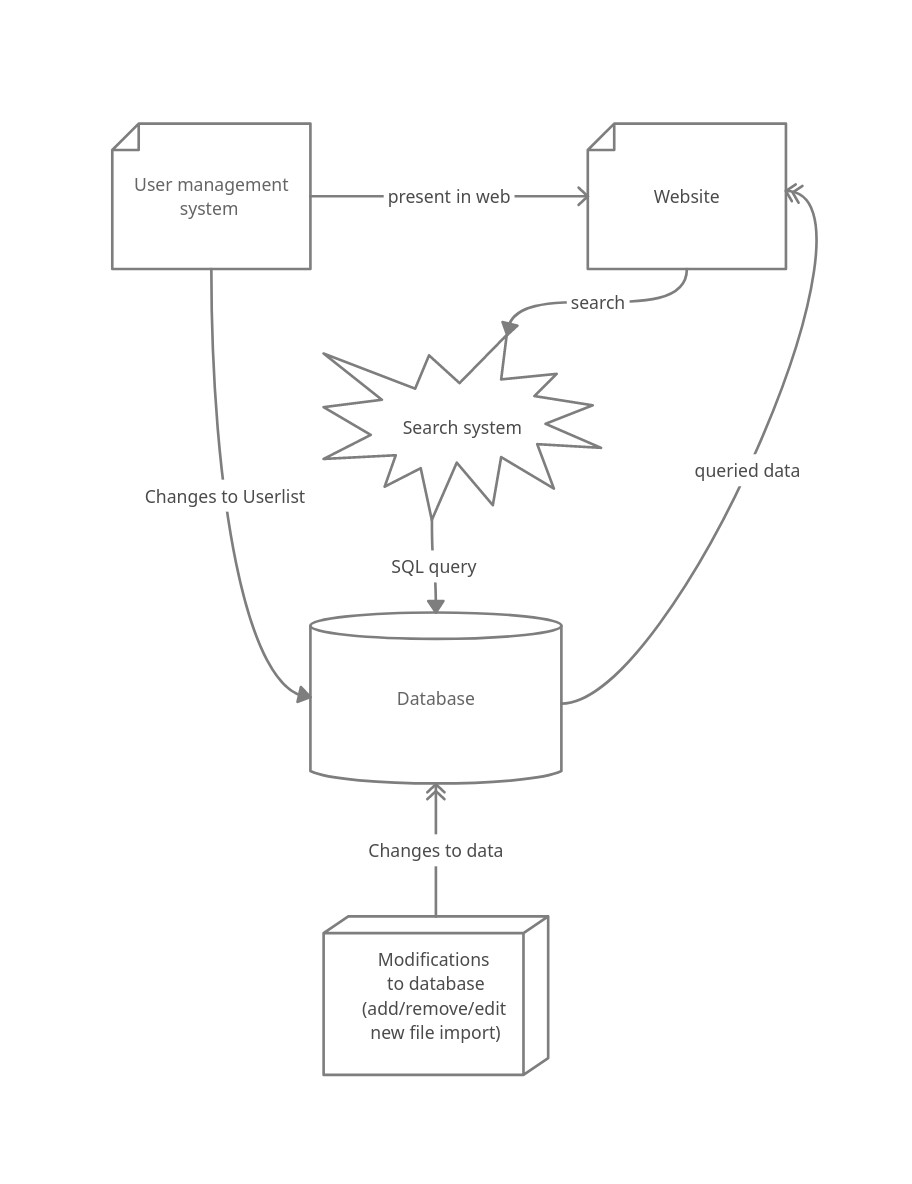 User management
system
present in web
Website
search
Search system
queried data
Changes to Userlist
SQL query
Database
Changes to data
Modifications
to database
(add/remove/edit
new file import)